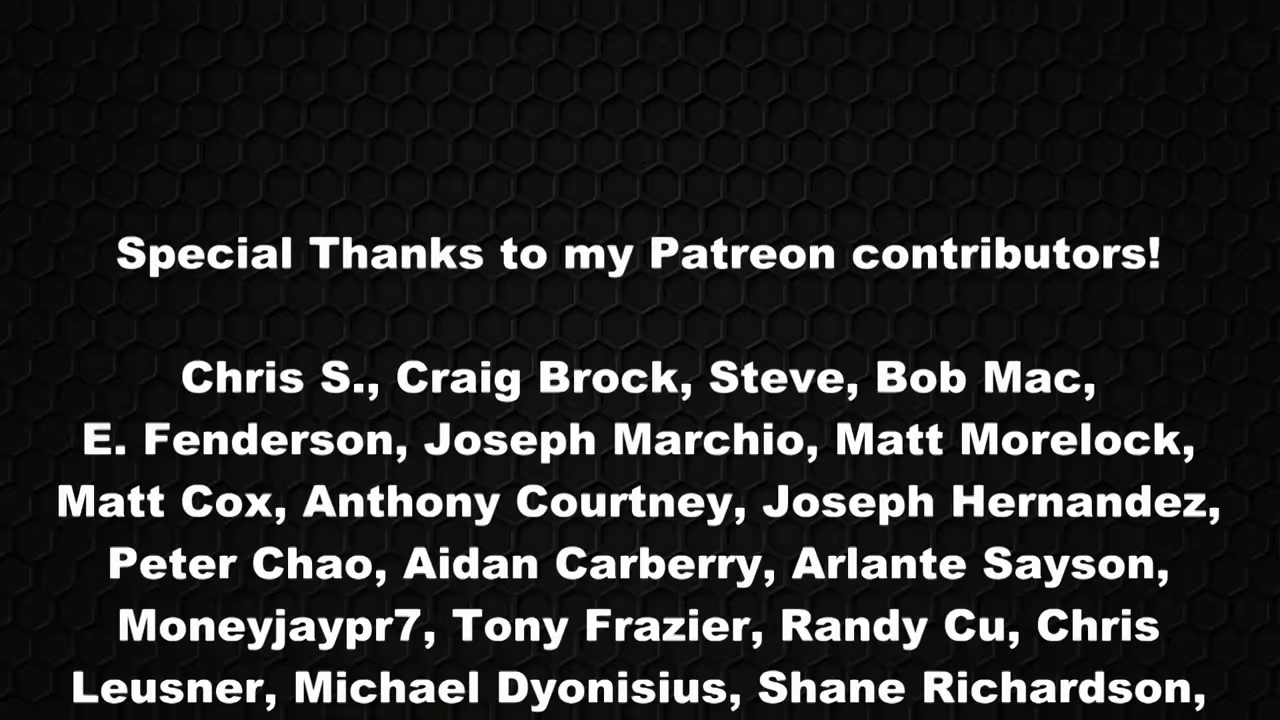 Special Thanks to my Patreon contributors!
Chris S., Craig Brock, Steve, Bob Mac,
E. Fenderson, Joseph Marchio, Matt Morelock,
Matt Cox, Anthony Courtney, Joseph Hernandez,
Peter Chao, Aidan Carberry, Arlante Sayson,
Moneyjaypr7, Tony Frazier, Randy Cu, Chris
Leusner, Michael Dyonisius, Shane Richardson,